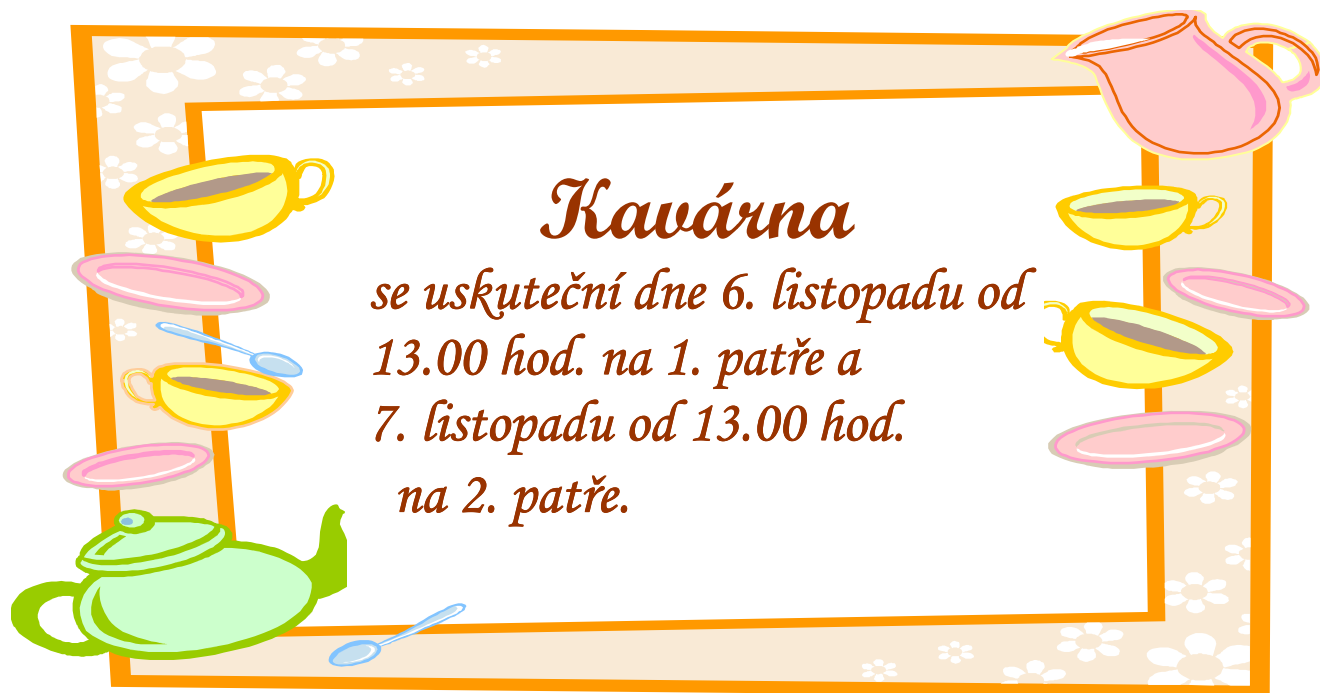 Kavárna
se uskuteční dne 6. listopadu od
13.00 hod. na 1. patře a
7. listopadu od 13.00 hod.
na 2. patře.